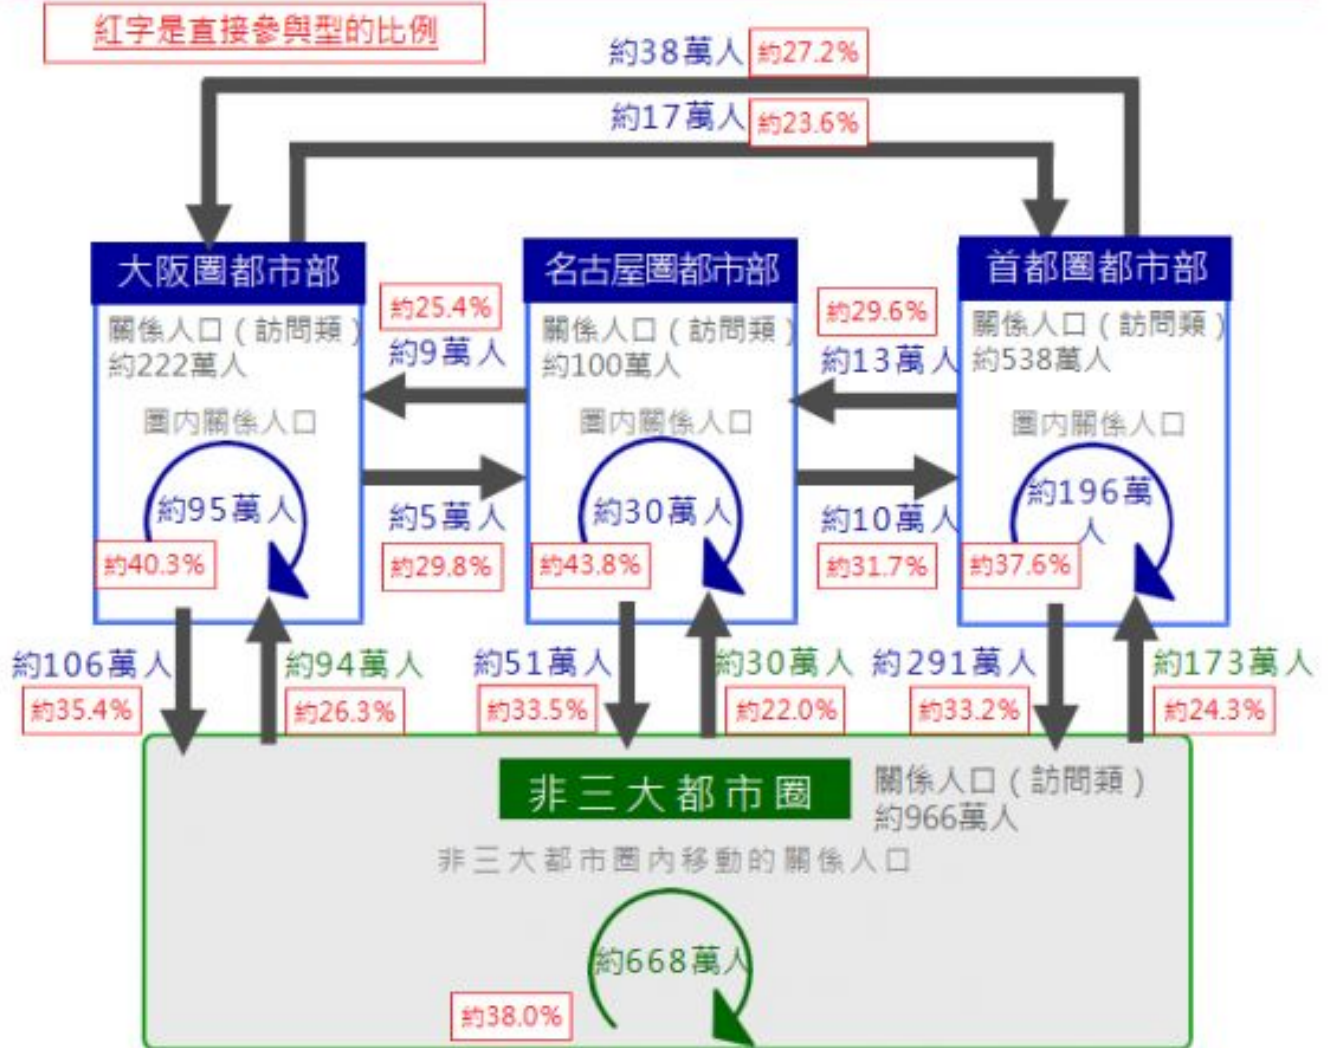 紅字是直接參與型的比例
約38萬人 約27.2%
約17萬人 約23.6%
大阪圈都市部
關係人口（訪問類）
約222萬人
圈内關係人口
約95萬人
約40.3%
約25.4%
約9萬人
約5萬人
約29.8%
名古屋圈都市部
關係人口（訪問類）
約100萬人
圈内關係人口
約30萬人
約43.8%
約29.6%
約13萬人
約10萬人
約31.7%
首都圈都市部
關係人口（訪問類）
約538萬人
圈内關係人口
約196萬
人
約37.6%
約106萬人
約35.4%
約94萬人
約26.3%
約51萬人
約33.5%
約30萬人
約22.0%
約291萬人
約33.2%
約173萬人
約24.3%
非三大都市圈
關係人口（訪問類）
約966萬人
非三大都市圈内移動的關係人口
約668萬人
約38.0%